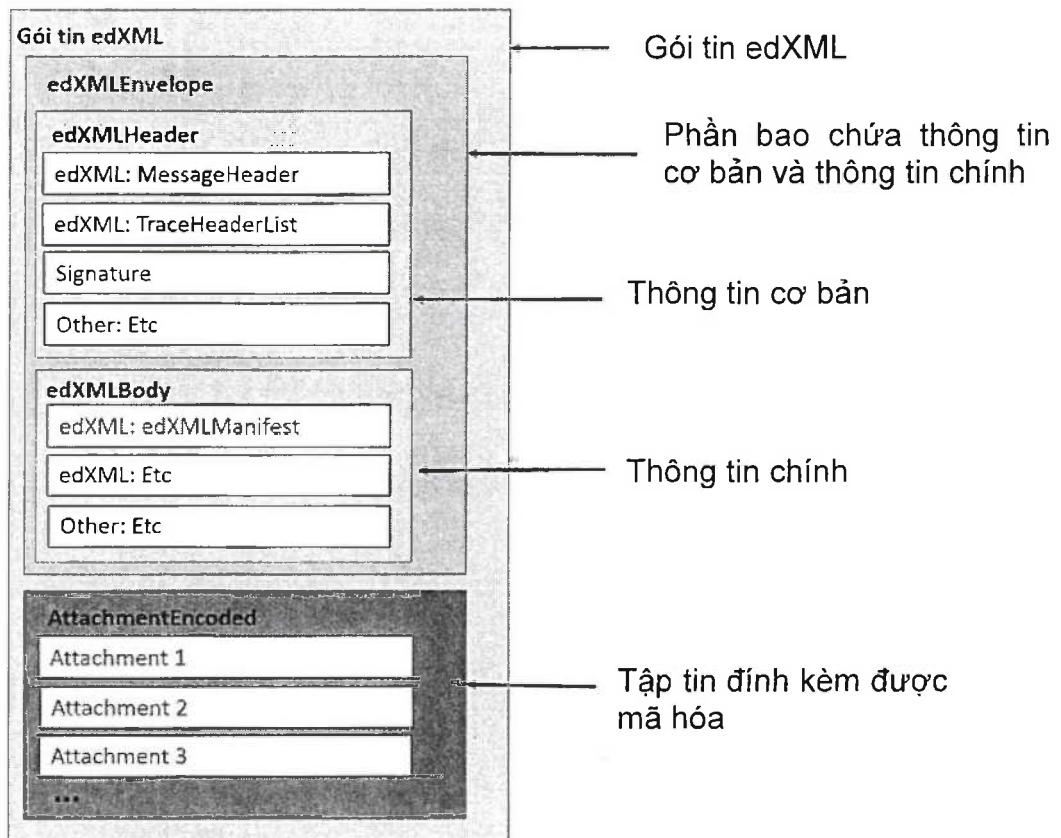 Gói tin edXML
Gói tin edXML
edXMLEnvelope
Phần bao chứa thông tin
cơ bản và thông tin chính
edXMLHeader
edXML: MessageHeader
edXML: TraceHeaderList
Signature
Other: Etc
Thông tin cơ bản
edXMLBody
edXML: edXMLManifest
edXML: Etc
Other: Etc
Thông tin chính
AttachmentEncoded
Attachment 1
Attachment 2
Attachment 3
...
Tập tin đính kèm được
mã hóa